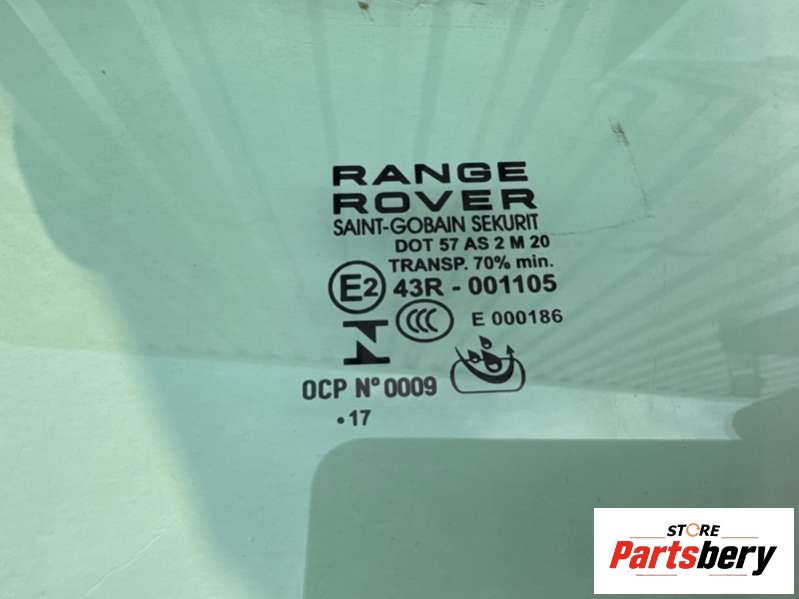 RANGE
ROVER
SAINT-GOBAIN SEKURIT
DOT 57 AS 2 M 20
TRANSP. 70% min.
E2 43R - 001105
CCC E 000186
OCP Nº 0009
•17
STORE
Partsbery